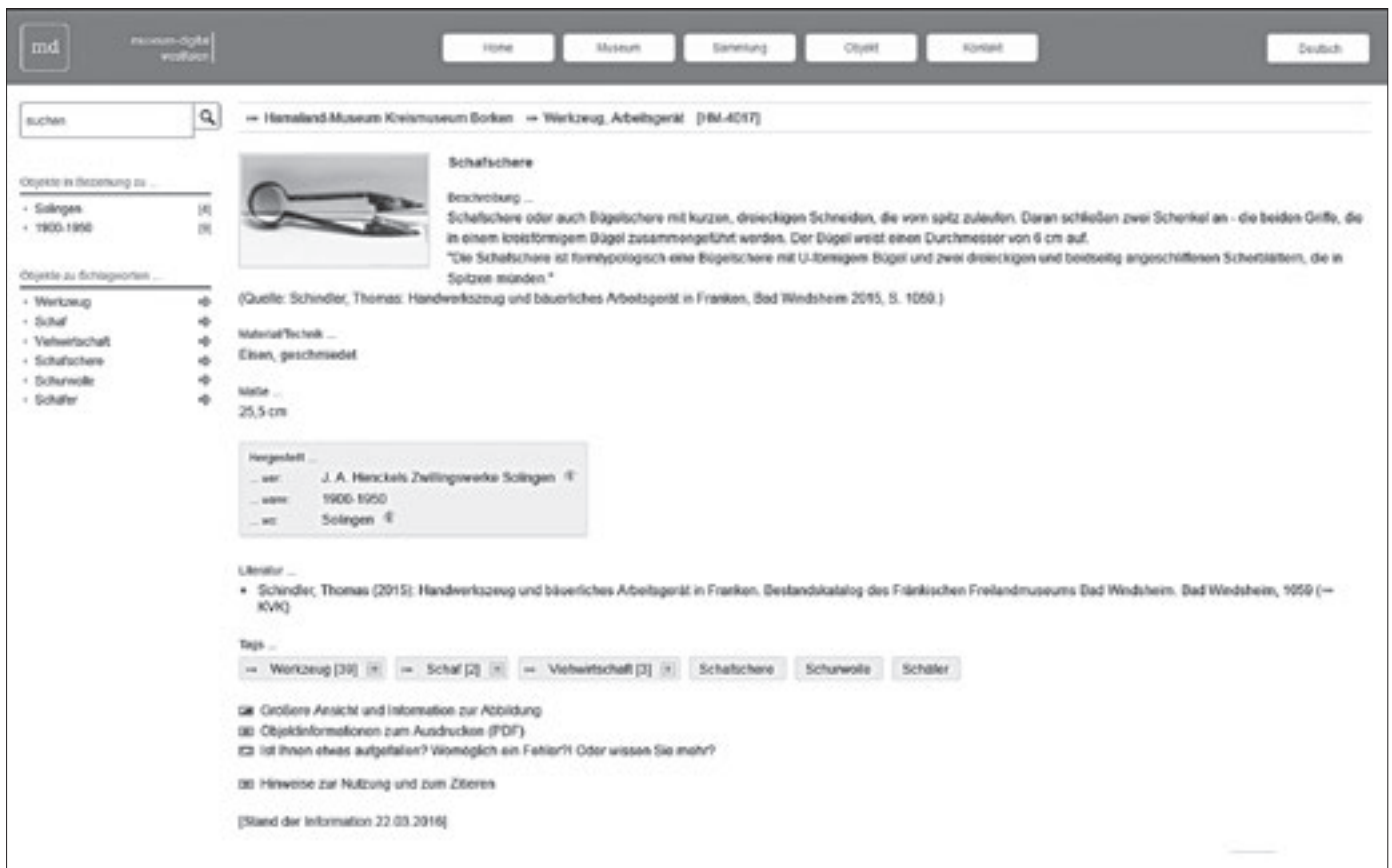 md
museum-digital
westfalen
Home
Museum
Sammlung
Objekt
Kontakt
Deutsch
suchen
→ Hamaland-Museum Kreismuseum Borken → Werkzeug, Arbeitsgerät [HM-4017]
Objekte in Beziehung zu ...
Solingen [4]
1900-1950 [9]
Objekte zu Schlagworten ...
Werkzeug
Schaf
Viehwirtschaft
Schafschere
Schurwolle
Schäfer
Schafschere
Beschreibung ...
Schafschere oder auch Bügelschere mit kurzen, dreieckigen Schneiden, die vorn spitz zulaufen. Daran schließen zwei Schenkel an - die beiden Griffe, die
in einem kreisförmigem Bügel zusammengeführt werden. Der Bügel weist einen Durchmesser von 6 cm auf.
"Die Schafschere ist formtypologisch eine Bügelschere mit U-förmigem Bügel und zwei dreieckigen und beidseitig angeschliffenen Scherblättern, die in
Spitzen münden."
(Quelle: Schindler, Thomas: Handwerkszeug und bäuerliches Arbeitsgerät in Franken, Bad Windsheim 2015, S. 1059.)
Material/Technik ...
Eisen, geschmiedet
Maße ...
25,5 cm
Hergestellt ...
... wer: J. A. Henckels Zwillingswerke Solingen
... wann: 1900-1950
... wo: Solingen
Literatur ...
• Schindler, Thomas (2015): Handwerkszeug und bäuerliches Arbeitsgerät in Franken. Bestandskatalog des Fränkischen Freilandmuseums Bad Windsheim. Bad Windsheim, 1059 (→
KVK)
Tags ...
→ Werkzeug [39] → Schaf [2] → Viehwirtschaft [3] Schafschere Schurwolle Schäfer
Größere Ansicht und Information zur Abbildung
Objektinformationen zum Ausdrucken (PDF)
Ist Ihnen etwas aufgefallen? Womöglich ein Fehler?! Oder wissen Sie mehr?
Hinweise zur Nutzung und zum Zitieren
[Stand der Information 22.03.2016]